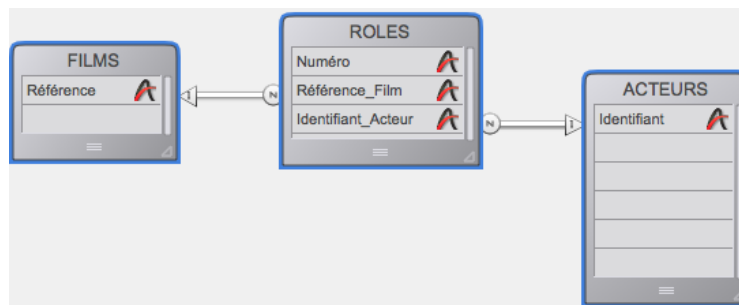 FILMS
Référence
1
N
ROLES
Numéro
Référence_Film
Identifiant_Acteur
N
1
ACTEURS
Identifiant